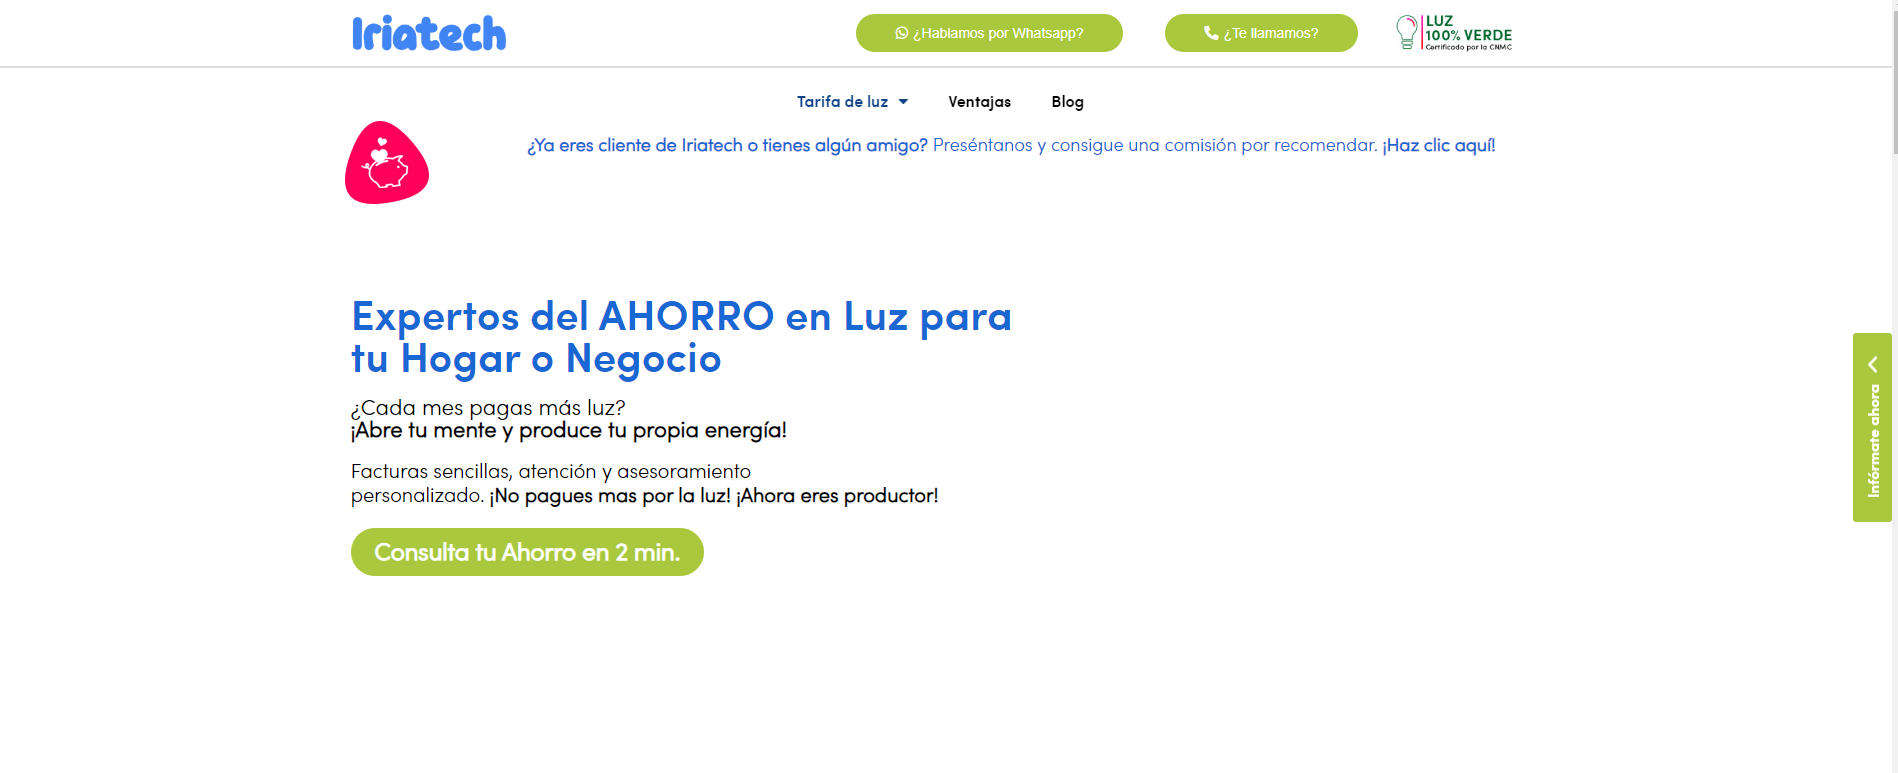 Iriatech
¿Hablamos por Whatsapp?
¿Te llamamos?
LUZ
100% VERDE
Certificado por la CNMC
Tarifa de luz
Ventajas
Blog
¿Ya eres cliente de Iriatech o tienes algún amigo? Preséntanos y consigue una comisión por recomendar. ¡Haz clic aquí!
Expertos del AHORRO en Luz para
tu Hogar o Negocio
¿Cada mes pagas más luz?
¡Abre tu mente y produce tu propia energía!
Facturas sencillas, atención y asesoramiento
personalizado. ¡No pagues mas por la luz! ¡Ahora eres productor!
Consulta tu Ahorro en 2 min.
Infórmate ahora